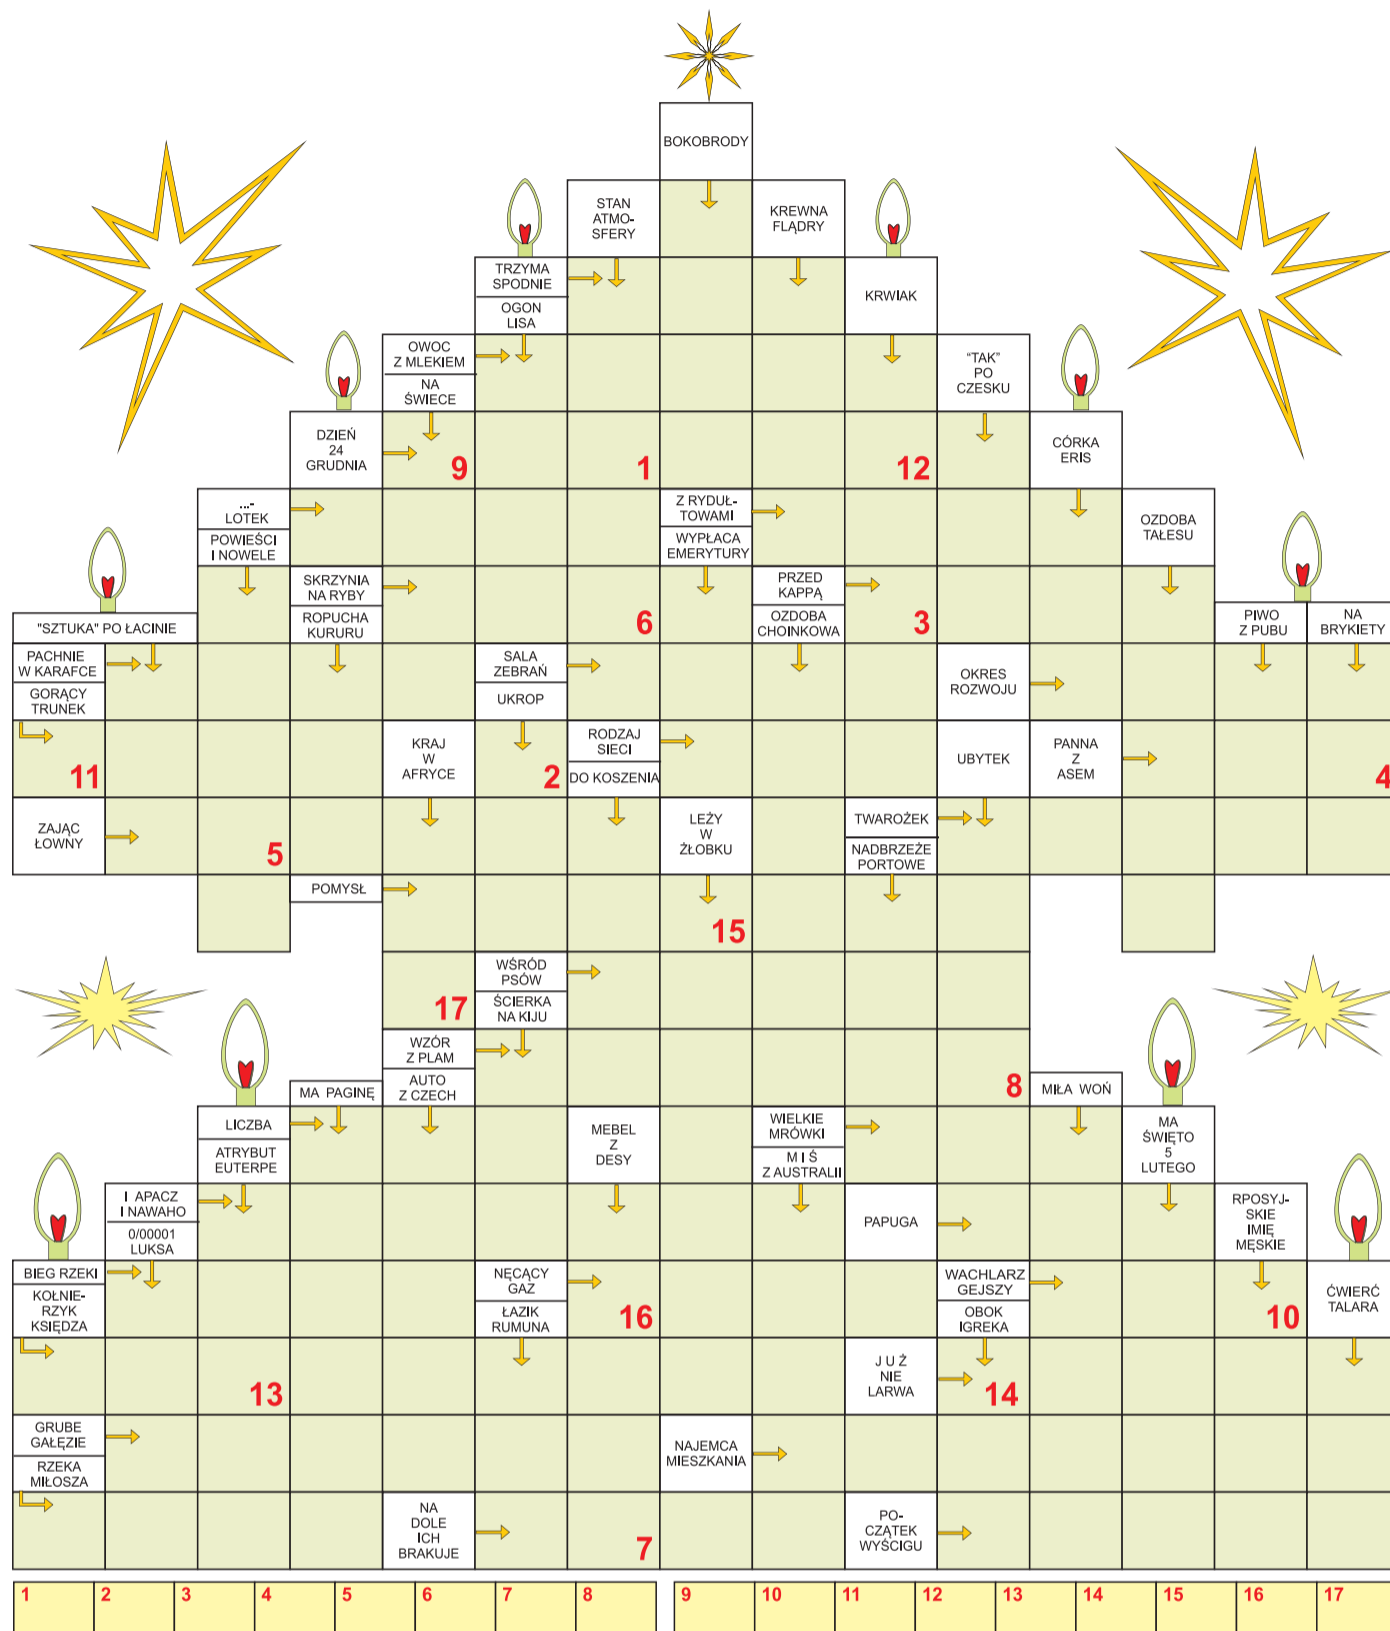 BOKOBRODY
STAN
ATMO-
SFERY
KREWNA
FLĄDRY
TRZYMA
SPODNIE
OGON
LISA
KRWIAK
OWOC
Z MLEKIEM
NA
ŚWIECE
"TAK"
PO
CZESKU
DZIEŃ
24
GRUDNIA
9
1
12
CÓRKA
ERIS
...-
LOTEK
POWIEŚCI
I NOWELE
Z RYDUŁ-
TOWAMI
WYPŁACA
EMERYTURY
OZDOBA
TAŁESU
SKRZYNIA
NA RYBY
ROPUCHA
KURURU
6
PRZED
KAPPĄ
OZDOBA
CHOINKOWA
3
"SZTUKA" PO ŁACINIE
PIWO
Z PUBU
NA
BRYKIETY
PACHNIE
W KARAFCE
GORĄCY
TRUNEK
SALA
ZEBRAŃ
UKROP
OKRES
ROZWOJU
11
KRAJ
W
AFRYCE
2
RODZAJ
SIECI
DO KOSZENIA
UBYTEK
PANNA
Z
ASEM
4
ZAJĄC
ŁOWNY
5
LEŻY
W
ŻŁOBKU
TWAROŻEK
NADBRZEŻE
PORTOWE
POMYSŁ
15
17
WŚRÓD
PSÓW
ŚCIERKA
NA KIJU
WZÓR
Z PLAM
AUTO
Z CZECH
8
MA PAGINĘ
MIŁA WOŃ
LICZBA
ATRYBUT
EUTERPE
MEBEL
Z
DESY
WIELKIE
MRÓWKI
M I Ś
Z AUSTRALII
MA
ŚWIĘTO
5
LUTEGO
I APACZ
I NAWAHO
0/00001
LUKSA
PAPUGA
RPOSYJ-
SKIE
IMIĘ
MĘSKIE
BIEG RZEKI
KOŁNIE-
RZYK
KSIĘDZA
NĘCĄCY
GAZ
ŁAZIK
RUMUNA
16
WACHLARZ
GEJSZY
OBOK
IGREKA
10
ĆWIERĆ
TALARA
13
J U Ż
NIE
LARWA
14
GRUBE
GAŁĘZIE
RZEKA
MIŁOSZA
NAJEMCA
MIESZKANIA
NA
DOLE
ICH
BRAKUJE
7
PO-
CZĄTEK
WYŚCIGU
1 2 3 4 5 6 7 8 9 10 11 12 13 14 15 16 17